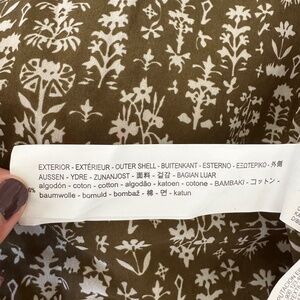 EXTERIOR - EXTÉRIEUR - OUTER SHELL - BUITENKANT - ESTERNO - ΕΞΩΤΕΡΙΚΟ - 外側
AUSSEN - YDRE - ZUNANJOST - 面料 - 겉감 - BAGIAN LUAR
algodón - coton - cotton - algodão - katoen - cotone - ΒΑΜΒΑΚΙ - コットン -
baumwolle - bomuld - bombaž - 棉 - 면 - katun